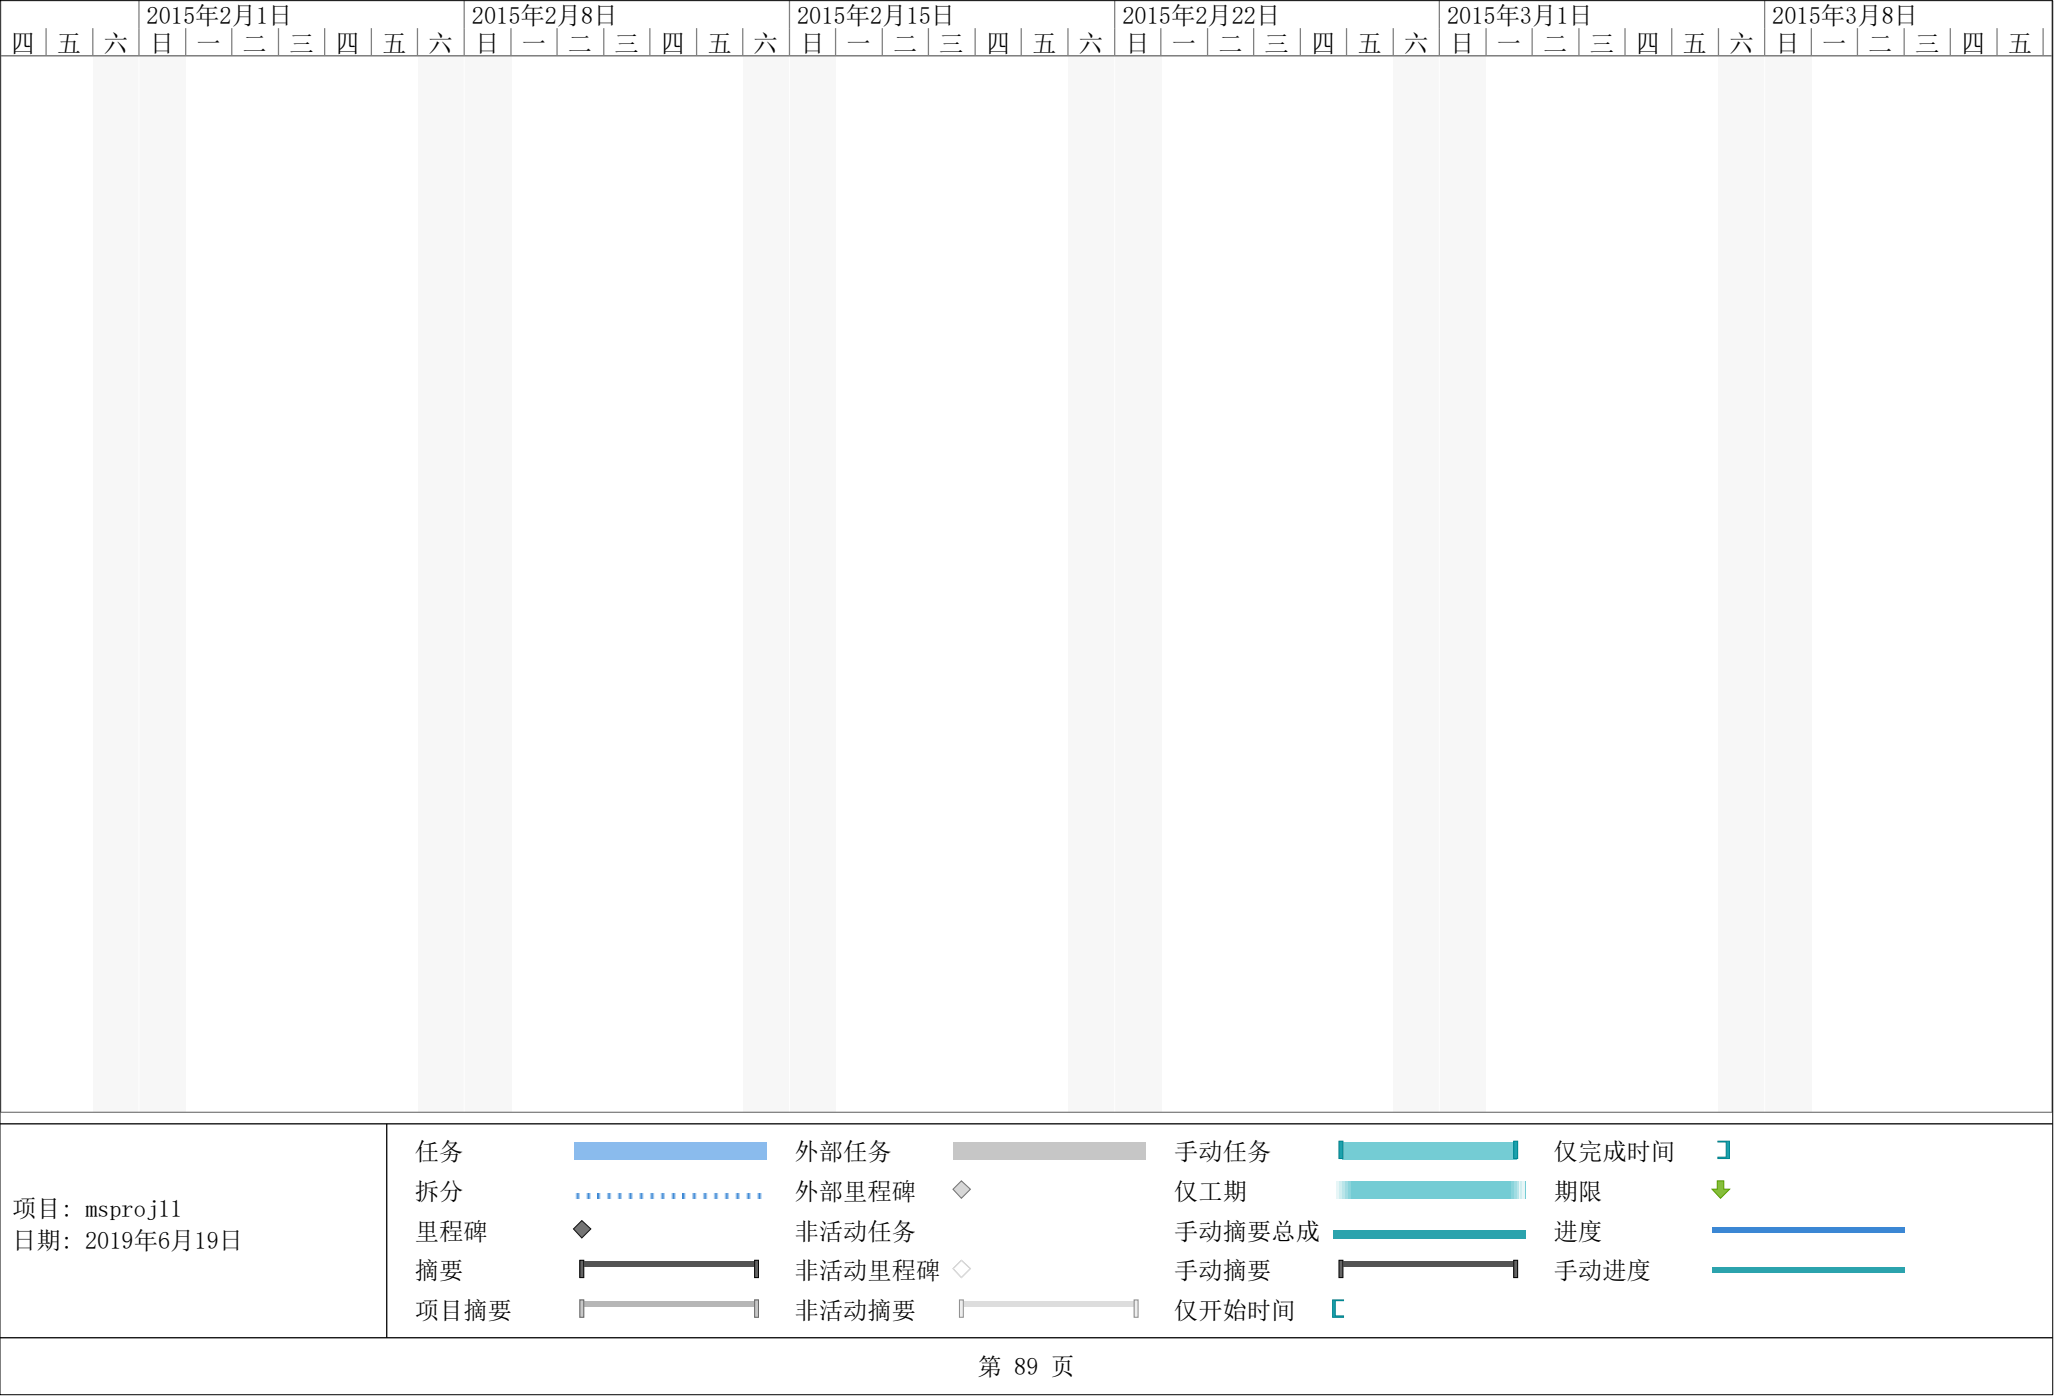 2015年2月1日 2015年2月8日 2015年2月15日 2015年2月22日 2015年3月1日 2015年3月8日
四 五 六 日 一 二 三 四 五 六 日 一 二 三 四 五 六 日 一 二 三 四 五 六 日 一 二 三 四 五 六 日 一 二 三 四 五 六 日 一 二 三 四 五
项目: msproj11
日期: 2019年6月19日
任务
拆分
里程碑
摘要
项目摘要
外部任务
外部里程碑
非活动任务
非活动里程碑
非活动摘要
手动任务
仅工期
手动摘要总成
手动摘要
仅开始时间
仅完成时间
期限
进度
手动进度
第 89 页